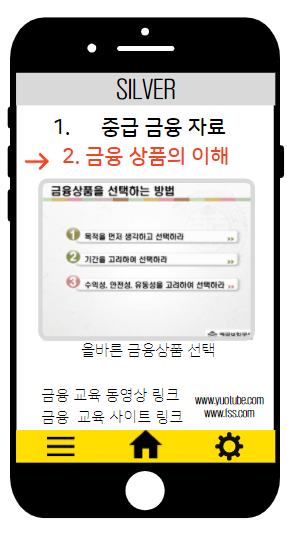 SILVER
1. 중급 금융 자료
2. 금융 상품의 이해
금융상품을 선택하는 방법
1 목적을 먼저 생각하고 선택하라
2 기간을 고려하여 선택하라
3 수익성, 안전성, 유동성을 고려하여 선택하라
올바른 금융상품 선택
금융 교육 동영상 링크 www.yuotube.com
금융 교육 사이트 링크 www.fss.com